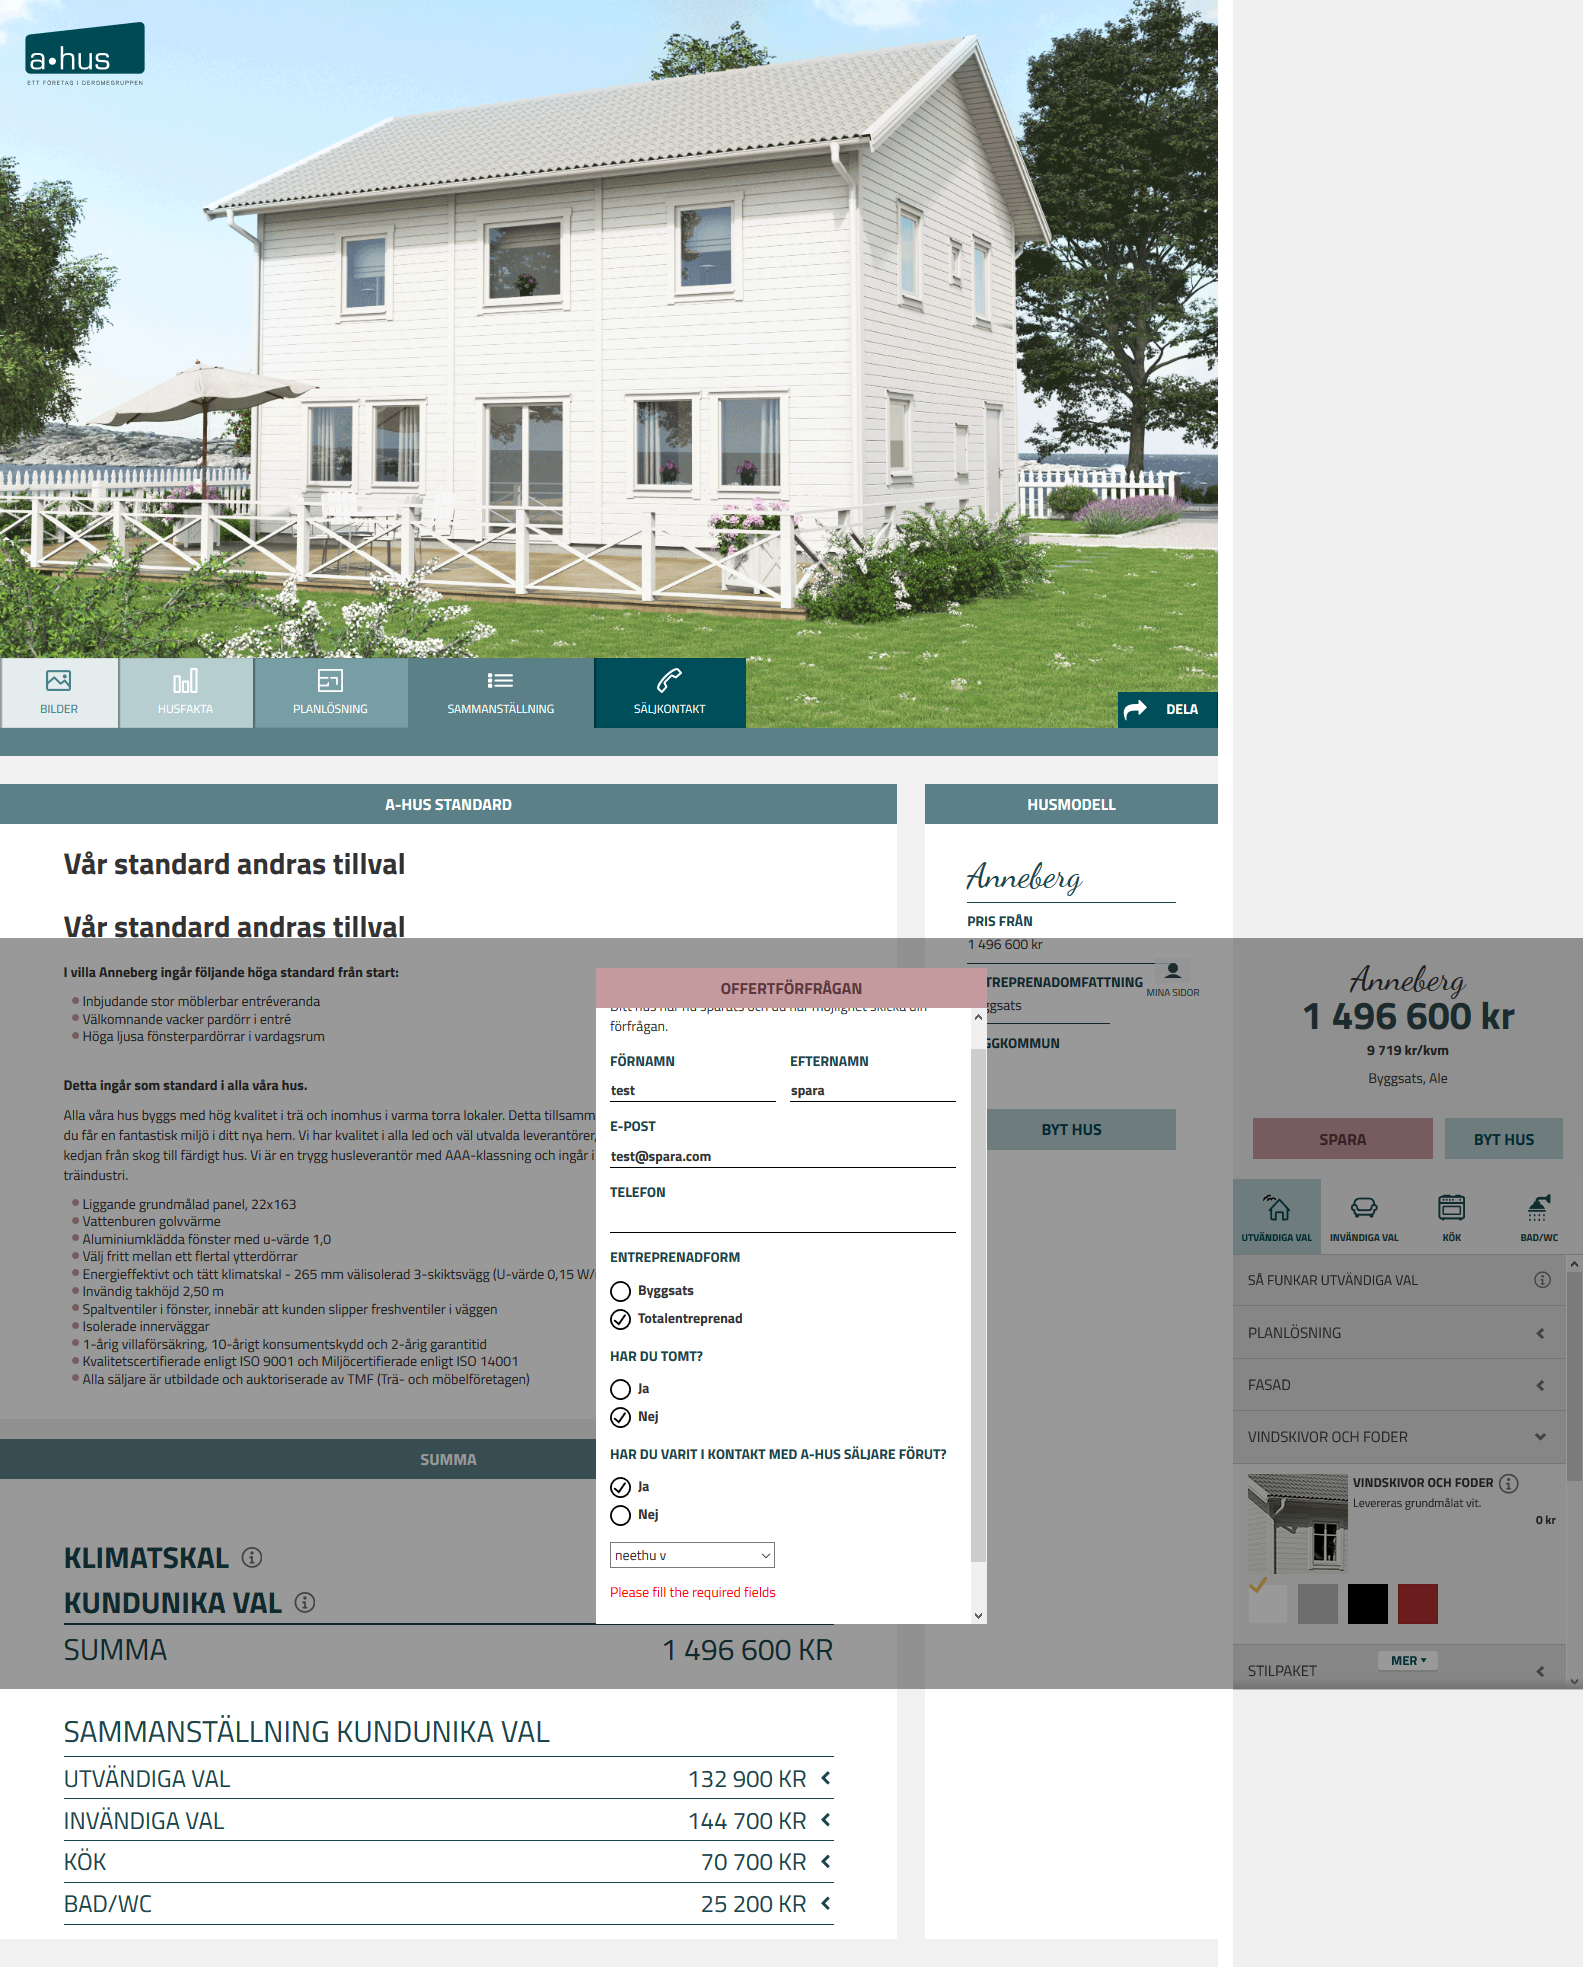 a•hus
ETT FÖRETAG I DEROMEGRUPPEN
BILDER
HUSFAKTA
PLANLÖSNING
SAMMANSTÄLLNING
SÄLJKONTAKT
DELA
A-HUS STANDARD
Vår standard andras tillval
Vår standard andras tillval
I villa Anneberg ingår följande höga standard från start:
Inbjudande stor möblerbar entréveranda
Välkomnande vacker pardörr i entré
Höga ljusa fönsterpardörrar i vardagsrum
Detta ingår som standard i alla våra hus.
Alla våra hus byggs med hög kvalitet i trä och inomhus i varma torra lokaler. Detta tillsamm
du får en fantastisk miljö i ditt nya hem. Vi har kvalitet i alla led och väl utvalda leverantörer,
kedjan från skog till färdigt hus. Vi är en trygg husleverantör med AAA-klassning och ingår i
träindustri.
Liggande grundmålad panel, 22x163
Vattenburen golvvärme
Aluminiumklädda fönster med u-värde 1,0
Välj fritt mellan ett flertal ytterdörrar
Energieffektivt och tätt klimatskal - 265 mm välisolerad 3-skiktsvägg (U-värde 0,15 W/
Invändig takhöjd 2,50 m
Spaltventiler i fönster, innebär att kunden slipper freshventiler i väggen
Isolerade innerväggar
1-årig villaförsäkring, 10-årigt konsumentskydd och 2-årig garantitid
Kvalitetscertifierade enligt ISO 9001 och Miljöcertifierade enligt ISO 14001
Alla säljare är utbildade och auktoriserade av TMF (Trä- och möbelföretagen)
SUMMA
KLIMATSKAL
KUNDUNIKA VAL
SUMMA 1 496 600 KR
SAMMANSTÄLLNING KUNDUNIKA VAL
UTVÄNDIGA VAL 132 900 KR
INVÄNDIGA VAL 144 700 KR
KÖK 70 700 KR
BAD/WC 25 200 KR
HUSMODELL
Anneberg
PRIS FRÅN
1 496 600 kr
TREPRENADOMFATTNING
ggsats
GGKOMMUN
BYT HUS
MINA SIDOR
OFFERTFÖRFRÅGAN
Ditt hus har nu sparats och du har möjlighet skicka din
förfrågan.
FÖRNAMN EFTERNAMN
test spara
E-POST
test@spara.com
TELEFON
ENTREPRENADFORM
Byggsats
Totalentreprenad
HAR DU TOMT?
Ja
Nej
HAR DU VARIT I KONTAKT MED A-HUS SÄLJARE FÖRUT?
Ja
Nej
neethu v
Please fill the required fields
Anneberg
1 496 600 kr
9 719 kr/kvm
Byggsats, Ale
SPARA BYT HUS
UTVÄNDIGA VAL INVÄNDIGA VAL KÖK BAD/WC
SÅ FUNKAR UTVÄNDIGA VAL
PLANLÖSNING
FASAD
VINDSKIVOR OCH FODER
VINDSKIVOR OCH FODER
Levereras grundmålat vit.
0 kr
STILPAKET
MER